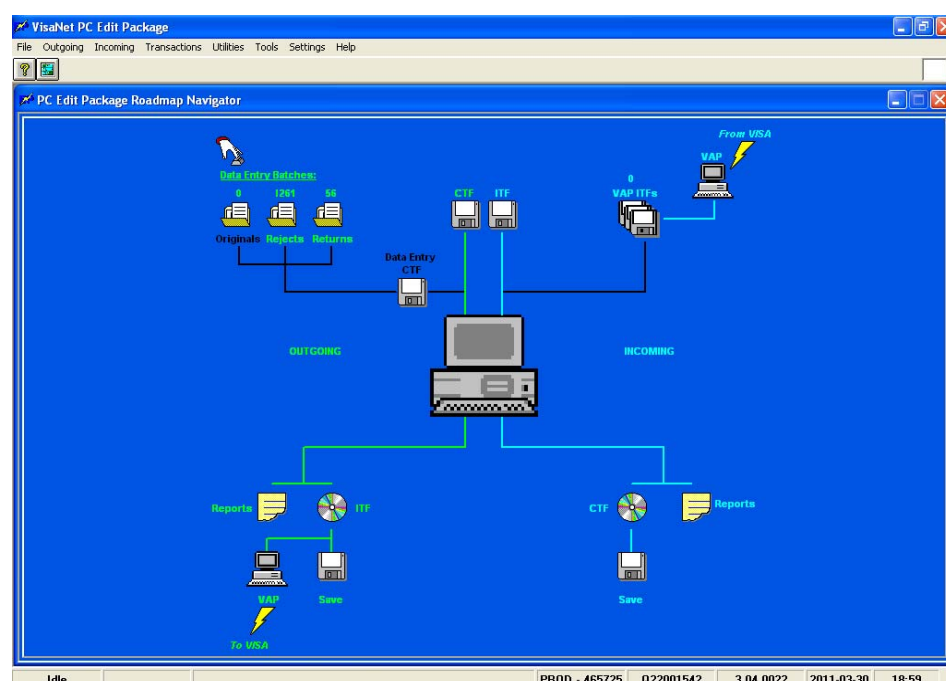 VisaNet PC Edit Package
File Outgoing Incoming Transactions Utilities Tools Settings Help
PC Edit Package Roadmap Navigator
From VISA
VAP
Data Entry Batches:
0 1261 56
CTF ITF
0
VAP ITFs
Originals Rejects Returns
Data Entry
CTF
OUTGOING
INCOMING
Reports
ITF
CTF
Reports
VAP
Save
Save
To VISA
Idle
PROD - 465725 022001542 3.04.0022 2011-03-30 18:59